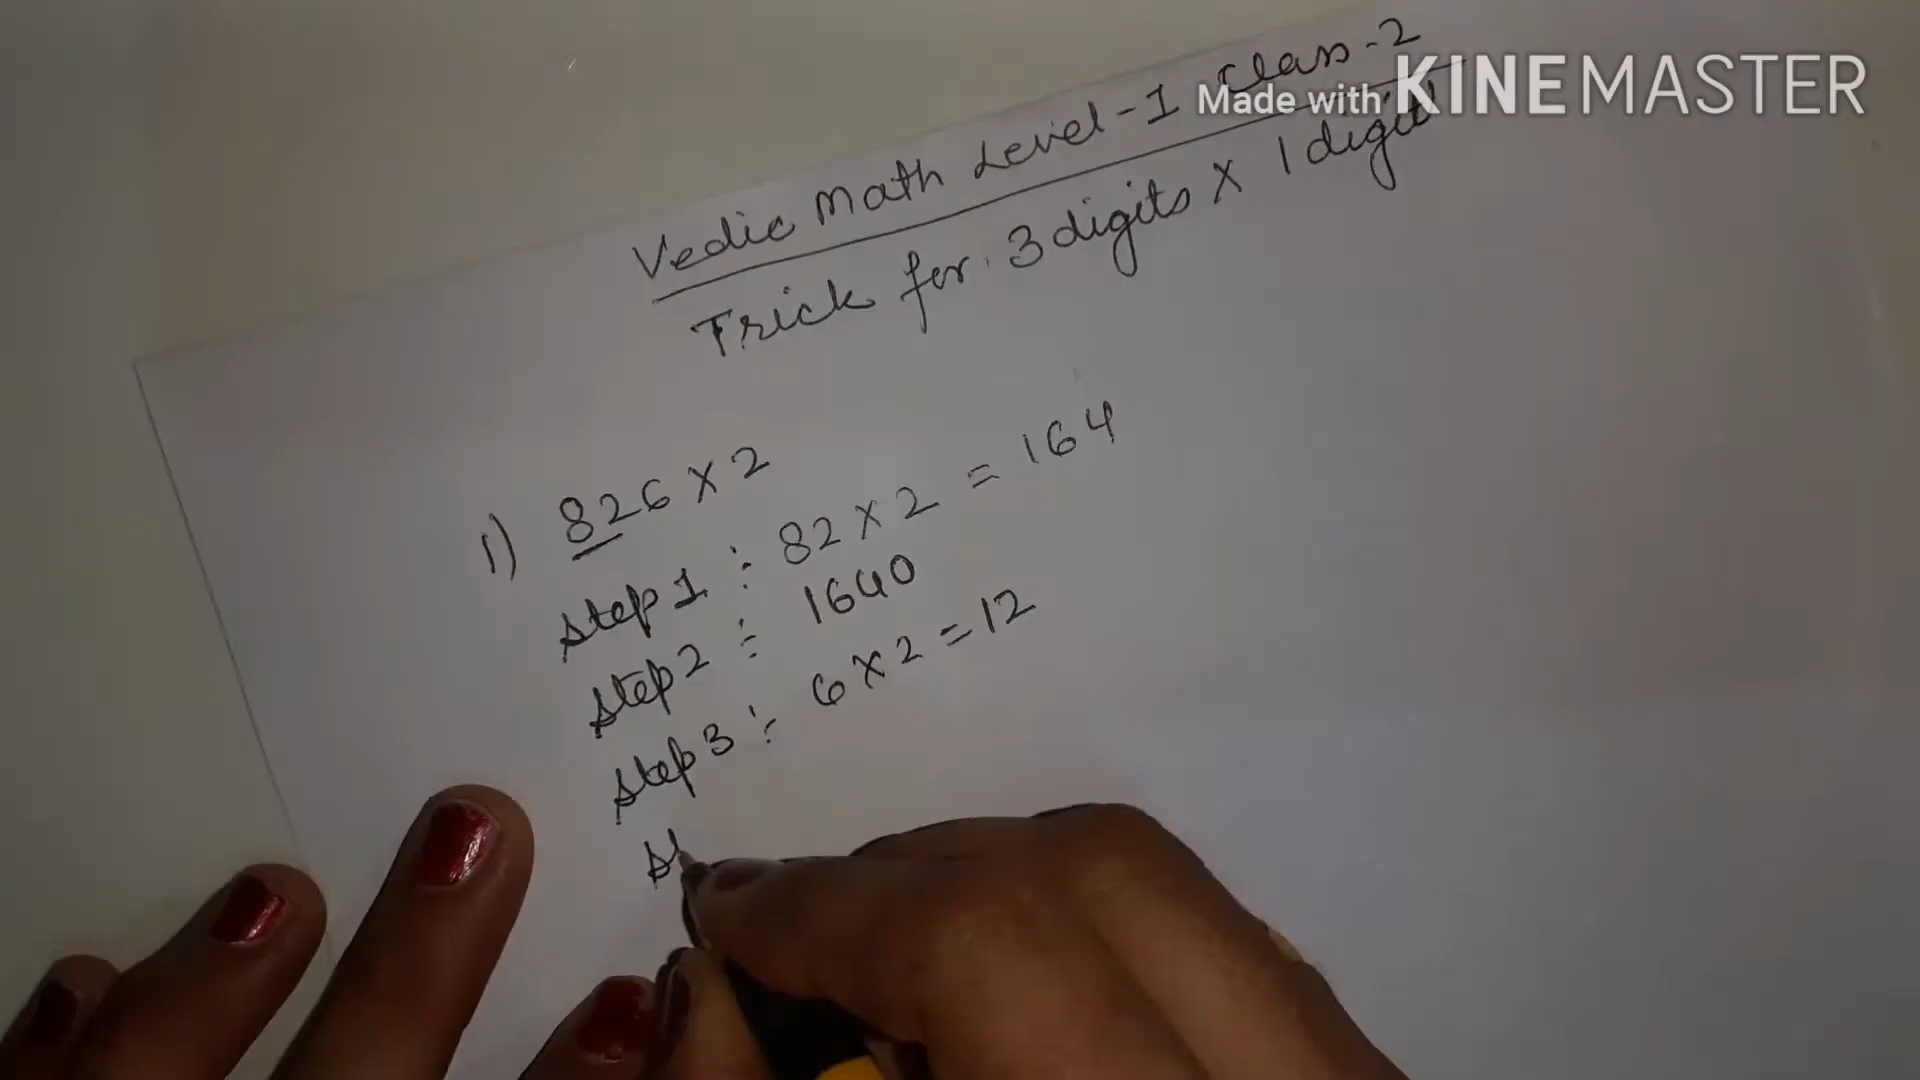 Made with KINEMASTER
Vedic Math Level-1 Class-2
Trick for 3 digits X 1 digit
1) 826 X 2
Step 1 : 82 X 2 = 164
Step 2 : 1640
Step 3 : 6 X 2 = 12
St